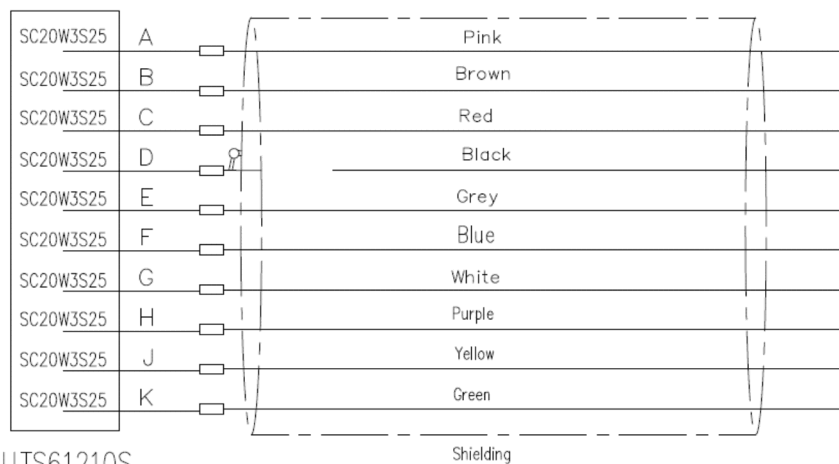 SC20W3S25 A Pink
SC20W3S25 B Brown
SC20W3S25 C Red
SC20W3S25 D Black
SC20W3S25 E Grey
SC20W3S25 F Blue
SC20W3S25 G White
SC20W3S25 H Purple
SC20W3S25 J Yellow
SC20W3S25 K Green
Shielding